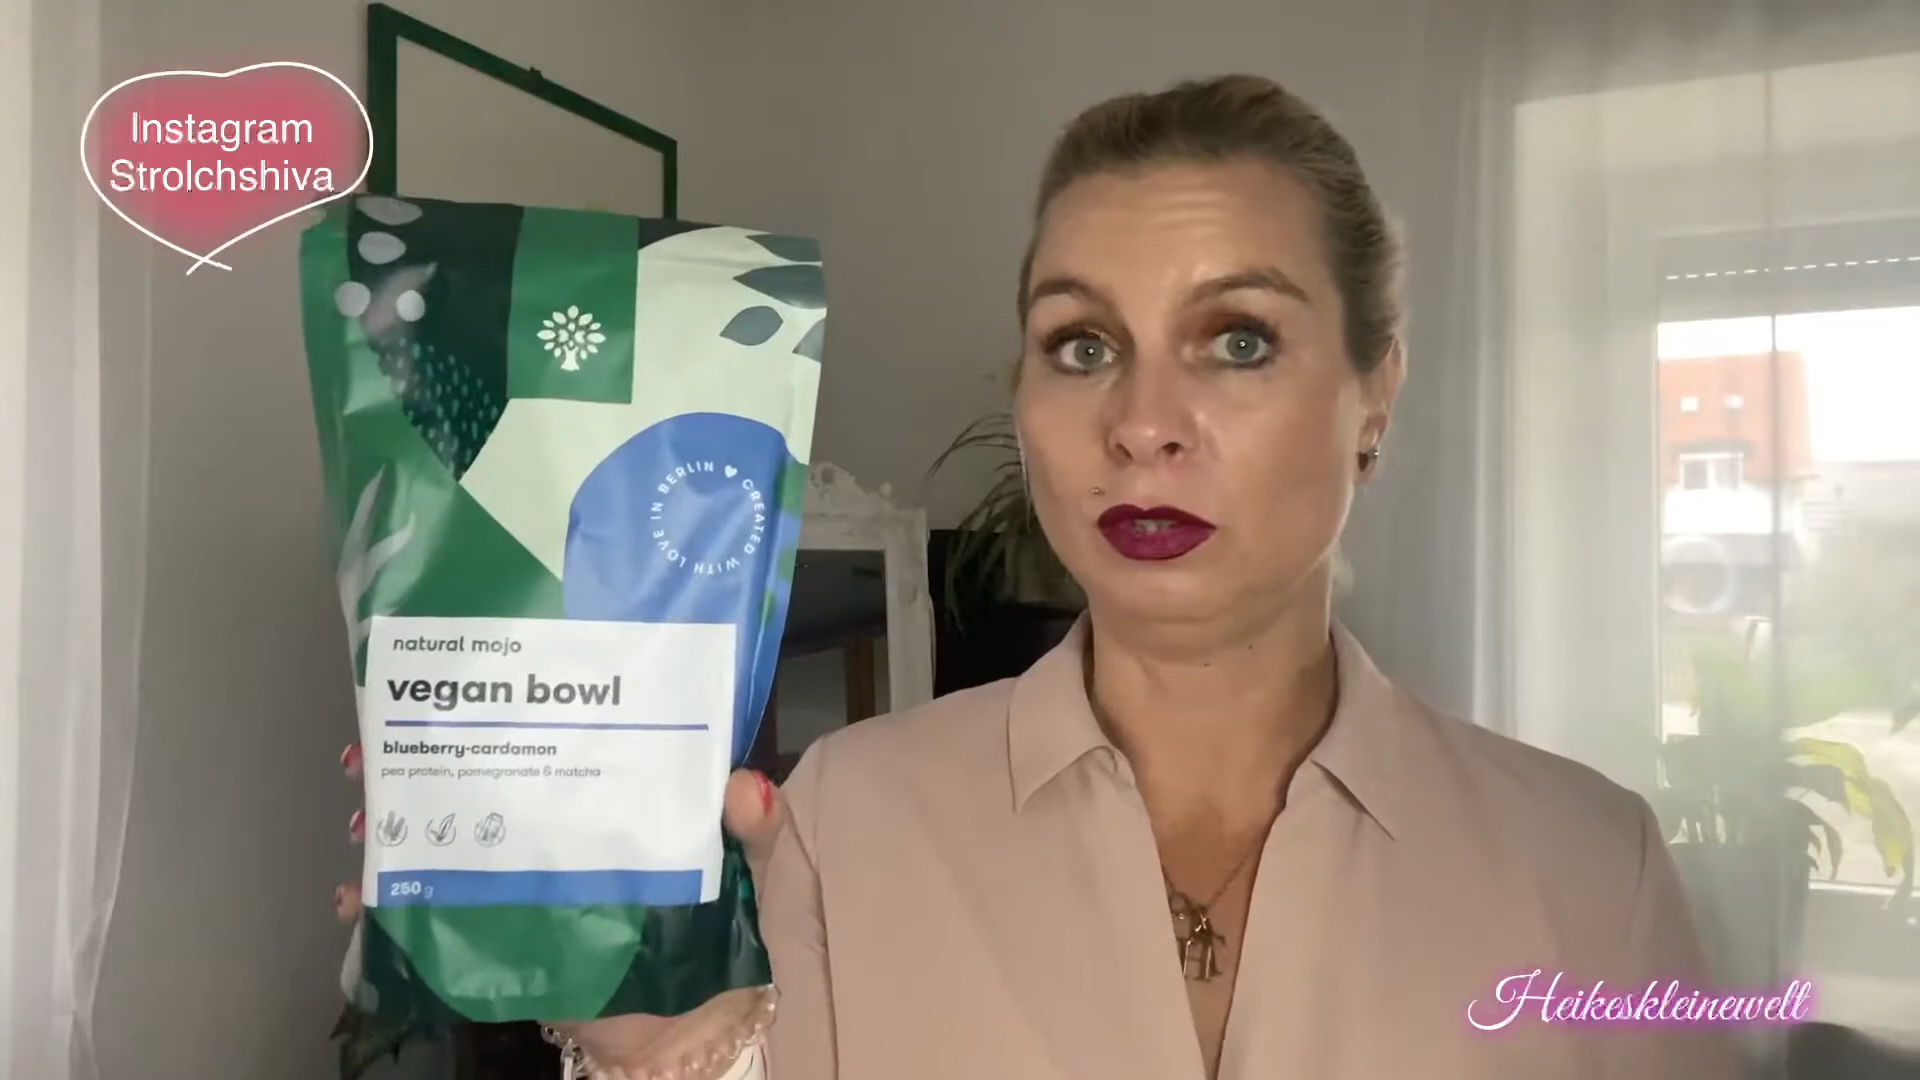 Instagram
Strolchshiva
CREATED WITH LOVE IN BERLIN
natural mojo
vegan bowl
blueberry-cardamon
pea protein, pomegranate & matcha
250 g
Heikeskleinewelt